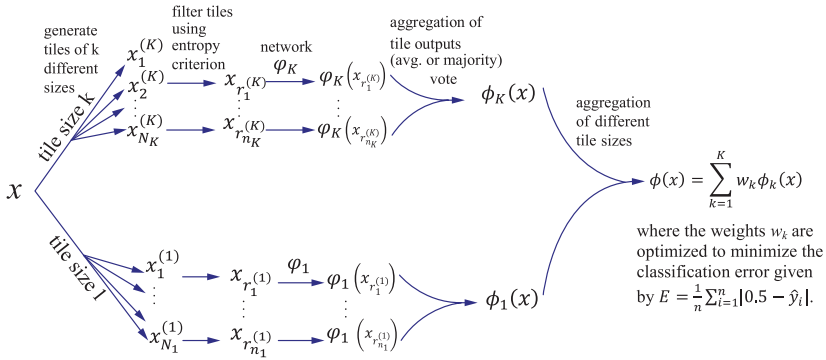 generate
tiles of k
different
sizes
filter tiles
using
entropy
criterion
network
φ_K
aggregation of
tile outputs
(avg. or majority)
vote
x_1^{(K)}
x_2^{(K)}
⋮
x_{N_K}^{(K)}
x_{r_1}^{(K)}
⋮
x_{r_{n_K}}^{(K)}
φ_K(x_{r_1^{(K)}})
⋮
φ_K(x_{r_{n_K}^{(K)}})
ϕ_K(x)
tile size k
aggregation
of different
tile sizes
x
ϕ(x) = ∑_{k=1}^{K} w_k ϕ_k(x)
where the weights w_k are
optimized to minimize the
classification error given
by E = \frac{1}{n} ∑_{i=1}^{n} |0.5 − ŷ_i|.
tile size 1
x_1^{(1)}
⋮
x_{N_1}^{(1)}
x_{r_1}^{(1)}
⋮
x_{r_{n_1}}^{(1)}
φ_1
φ_1(x_{r_1^{(1)}})
⋮
φ_1(x_{r_{n_1}^{(1)}})
ϕ_1(x)